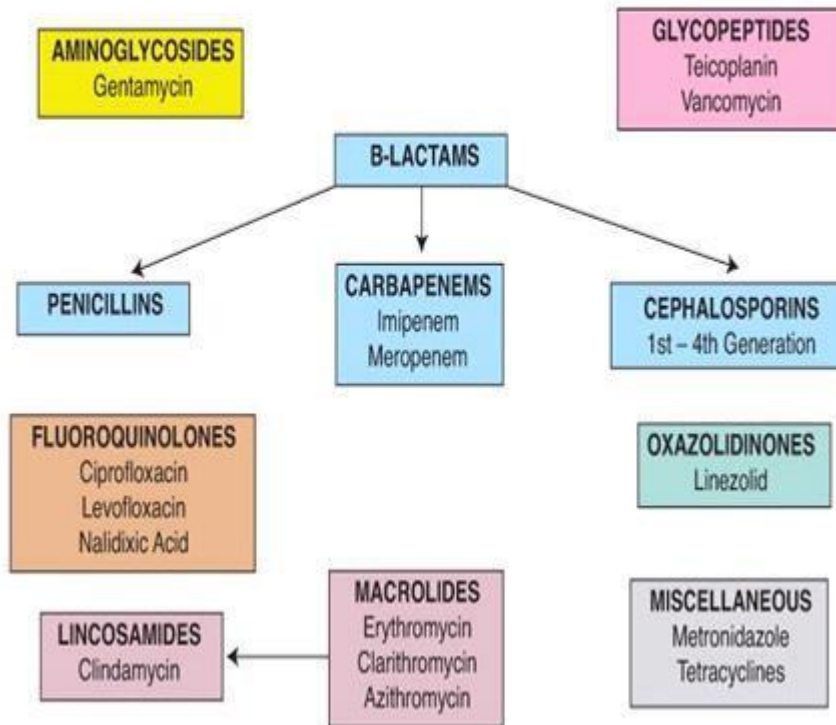 AMINOGLYCOSIDES
Gentamycin
GLYCOPEPTIDES
Teicoplanin
Vancomycin
B-LACTAMS
PENICILLINS
CARBAPENEMS
Imipenem
Meropenem
CEPHALOSPORINS
1st – 4th Generation
FLUOROQUINOLONES
Ciprofloxacin
Levofloxacin
Nalidixic Acid
OXAZOLIDINONES
Linezolid
LINCOSAMIDES
Clindamycin
MACROLIDES
Erythromycin
Clarithromycin
Azithromycin
MISCELLANEOUS
Metronidazole
Tetracyclines